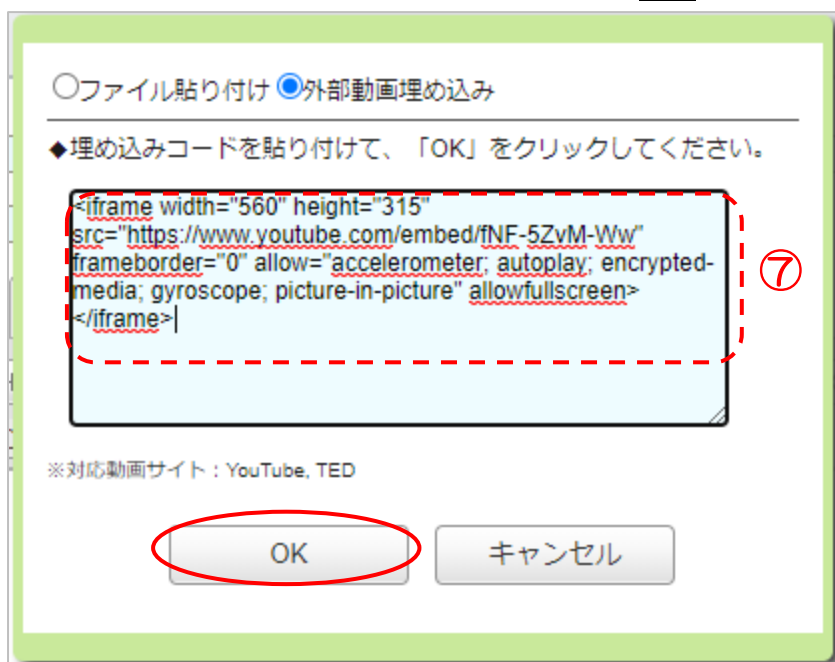 ファイル貼り付け 外部動画埋め込み
◆埋め込みコードを貼り付けて、「OK」をクリックしてください。
<iframe width="560" height="315"
src="https://www.youtube.com/embed/fNF-5ZvM-Ww"
frameborder="0" allow="accelerometer; autoplay; encrypted-
media; gyroscope; picture-in-picture" allowfullscreen>
</iframe>
⑦
※対応動画サイト：YouTube, TED
OK キャンセル